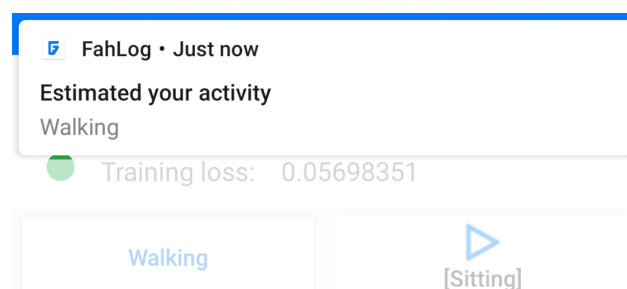 FahLog • Just now
Estimated your activity
Walking
Training loss: 0.05698351
Walking
[Sitting]